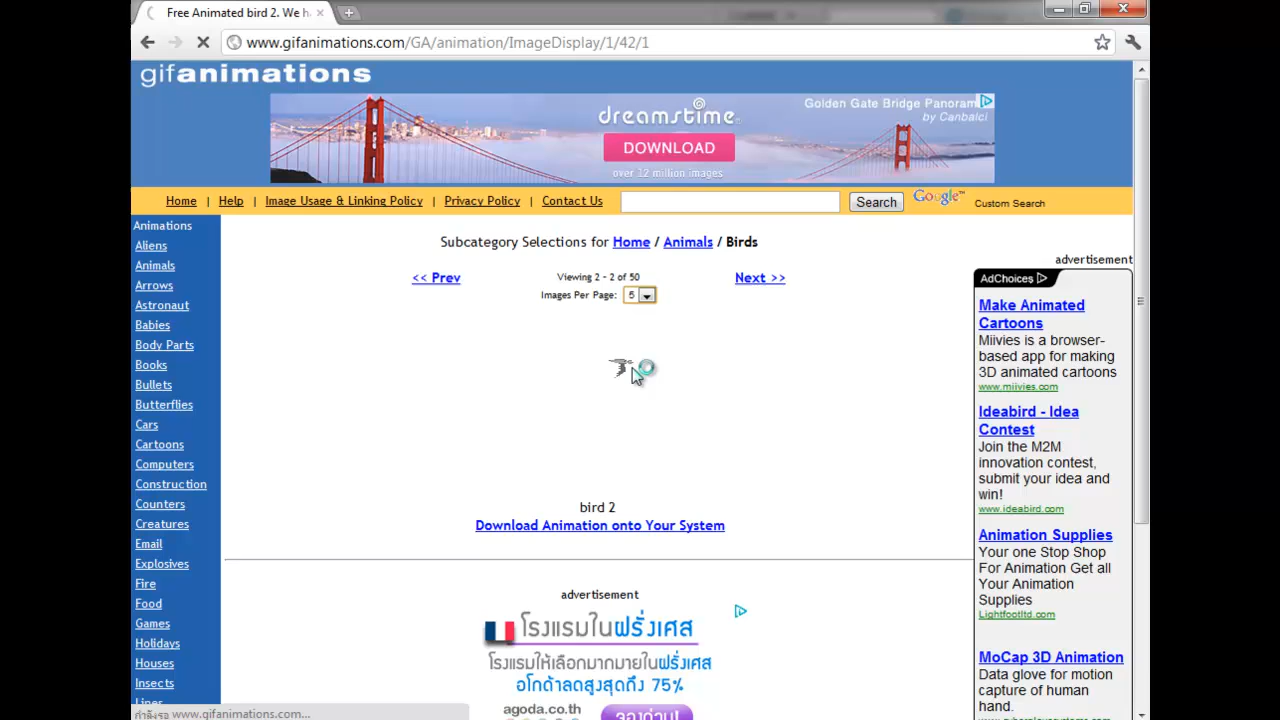 Free Animated bird 2. We ha
www.gifanimations.com/GA/animation/ImageDisplay/1/42/1
gifanimations
dreamstime
DOWNLOAD
over 12 million images
Golden Gate Bridge Panoram
by Canbalci
Home | Help | Image Usage & Linking Policy | Privacy Policy | Contact Us
Search
Google™ Custom Search
Animations
Aliens
Animals
Arrows
Astronaut
Babies
Body Parts
Books
Bullets
Butterflies
Cars
Cartoons
Computers
Construction
Counters
Creatures
Email
Explosives
Fire
Food
Games
Holidays
Houses
Insects
Subcategory Selections for Home / Animals / Birds
<< Prev
Viewing 2 - 2 of 50
Next >>
Images Per Page: 5
bird 2
Download Animation onto Your System
advertisement
โรงแรมในฝรั่งเศส
โรงแรมให้เลือกมากมายในฝรั่งเศส
อโกด้าลดสูงสุดถึง 75%
agoda.co.th
จองด่วน!
advertisement
AdChoices
Make Animated
Cartoons
Miivies is a browser-
based app for making
3D animated cartoons
www.miivies.com
Ideabird - Idea
Contest
Join the M2M
innovation contest,
submit your idea and
win!
www.ideabird.com
Animation Supplies
Your one Stop Shop
For Animation Get all
Your Animation
Supplies
Lightfootltd.com
MoCap 3D Animation
Data glove for motion
capture of human
hand.
กำลังรอ www.gifanimations.com...